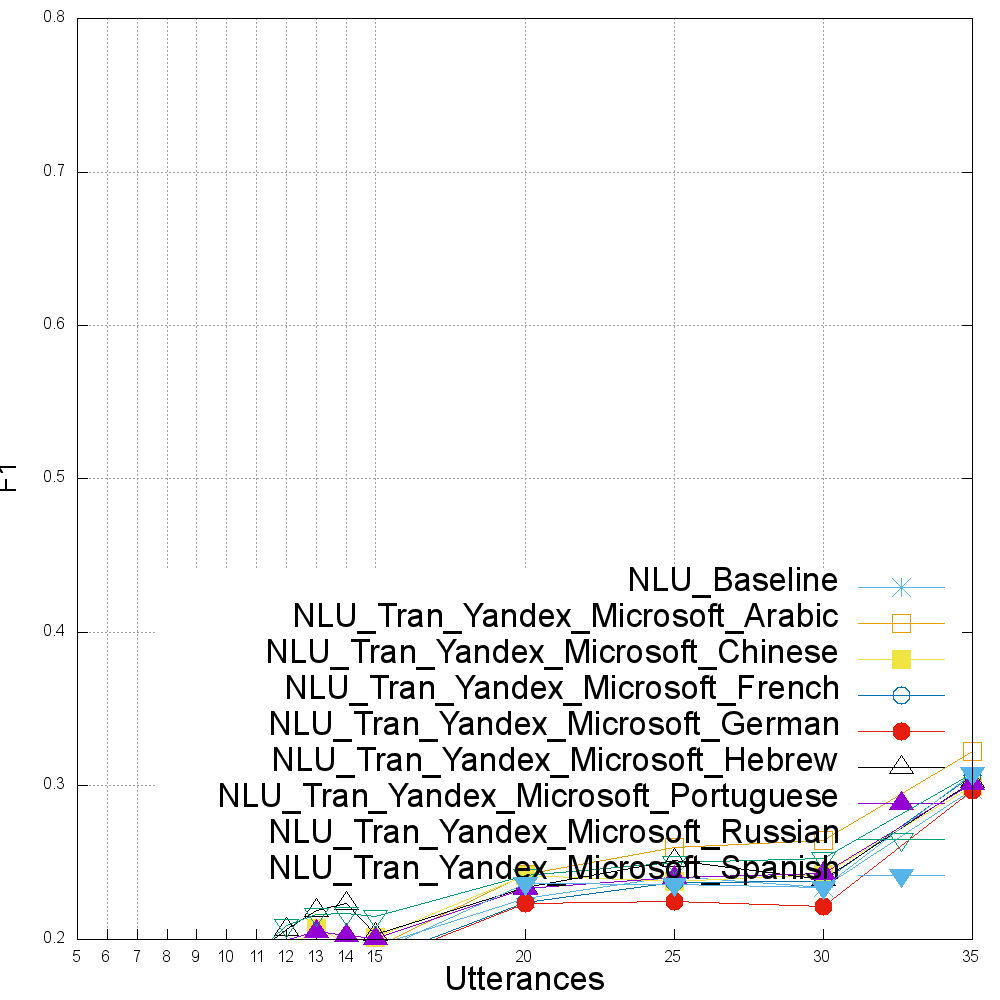 0.8
0.7
0.6
0.5
0.4
0.3
0.2
F1
NLU_Baseline
NLU_Tran_Yandex_Microsoft_Arabic
NLU_Tran_Yandex_Microsoft_Chinese
NLU_Tran_Yandex_Microsoft_French
NLU_Tran_Yandex_Microsoft_German
NLU_Tran_Yandex_Microsoft_Hebrew
NLU_Tran_Yandex_Microsoft_Portuguese
NLU_Tran_Yandex_Microsoft_Russian
NLU_Tran_Yandex_Microsoft_Spanish
5 6 7 8 9 10 11 12 13 14 15 20 25 30 35
Utterances